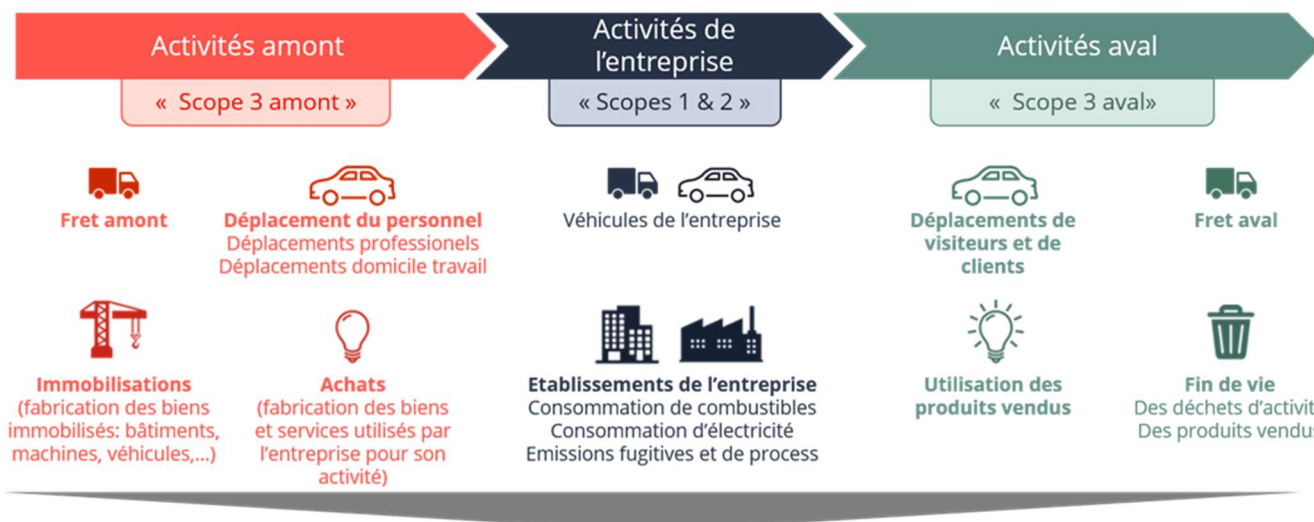 Activités amont
Activités de
l’entreprise
Activités aval
« Scope 3 amont »
« Scopes 1 & 2 »
« Scope 3 aval»
Fret amont
Déplacement du personnel
Déplacements professionels
Déplacements domicile travail
Véhicules de l’entreprise
Déplacements de
visiteurs et de
clients
Fret aval
Immobilisations
(fabrication des biens
immobilisés: bâtiments,
machines, véhicules,...)
Achats
(fabrication des biens
et services utilisés par
l’entreprise pour son
activité)
Etablissements de l’entreprise
Consommation de combustibles
Consommation d’électricité
Emissions fugitives et de process
Utilisation des
produits vendus
Fin de vie
Des déchets d’activit
Des produits vendus